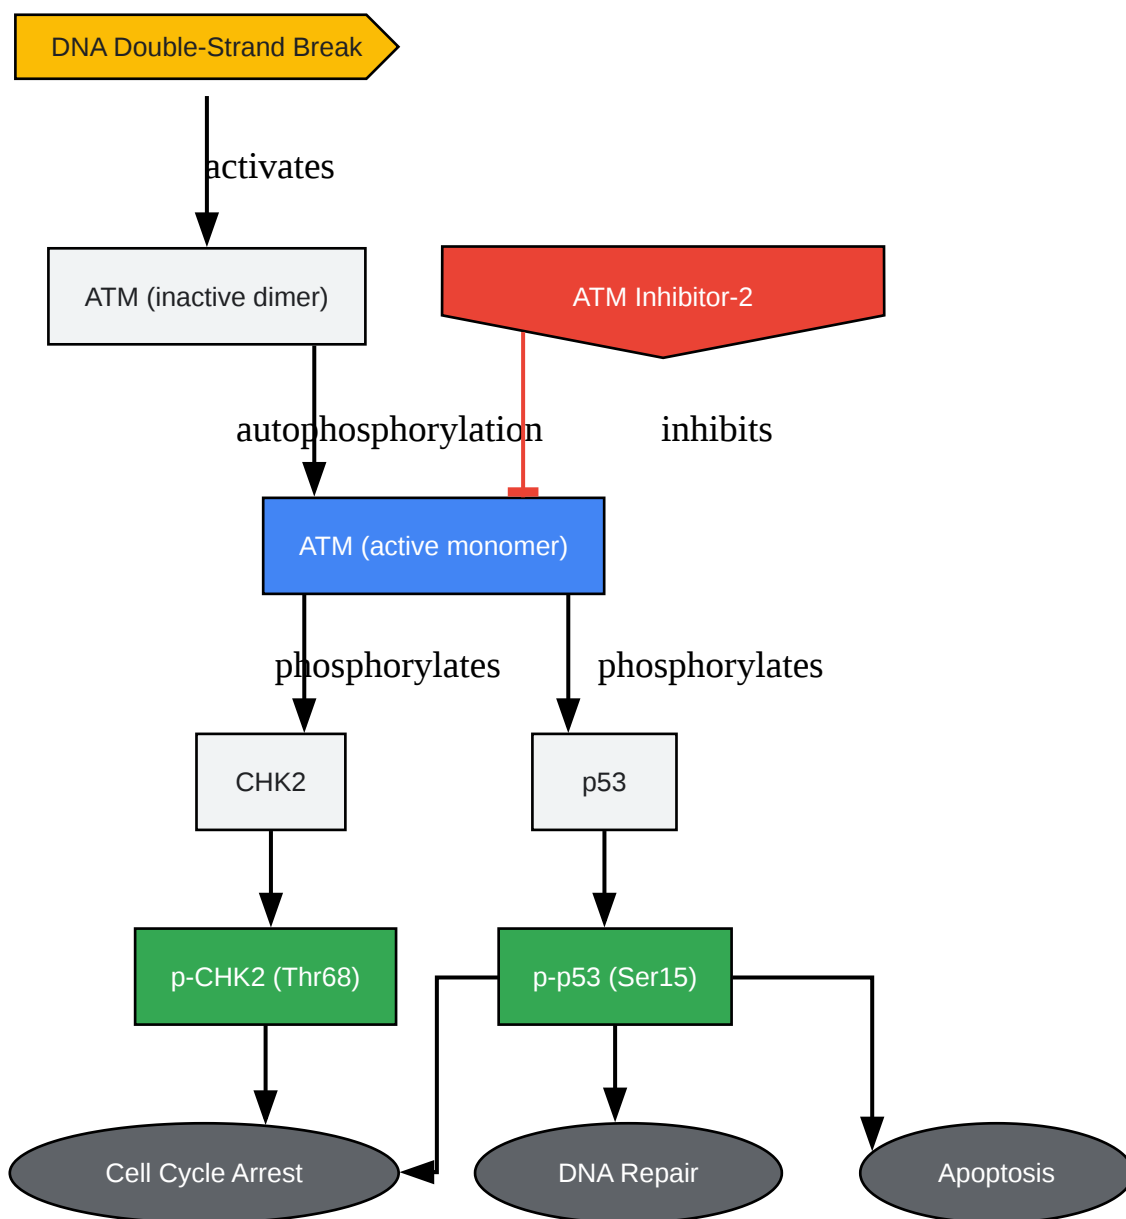 DNA Double-Strand Break
activates
ATM (inactive dimer)
ATM Inhibitor-2
autophosphorylation
inhibits
ATM (active monomer)
phosphorylates
phosphorylates
CHK2
p53
p-CHK2 (Thr68)
p-p53 (Ser15)
Cell Cycle Arrest
DNA Repair
Apoptosis